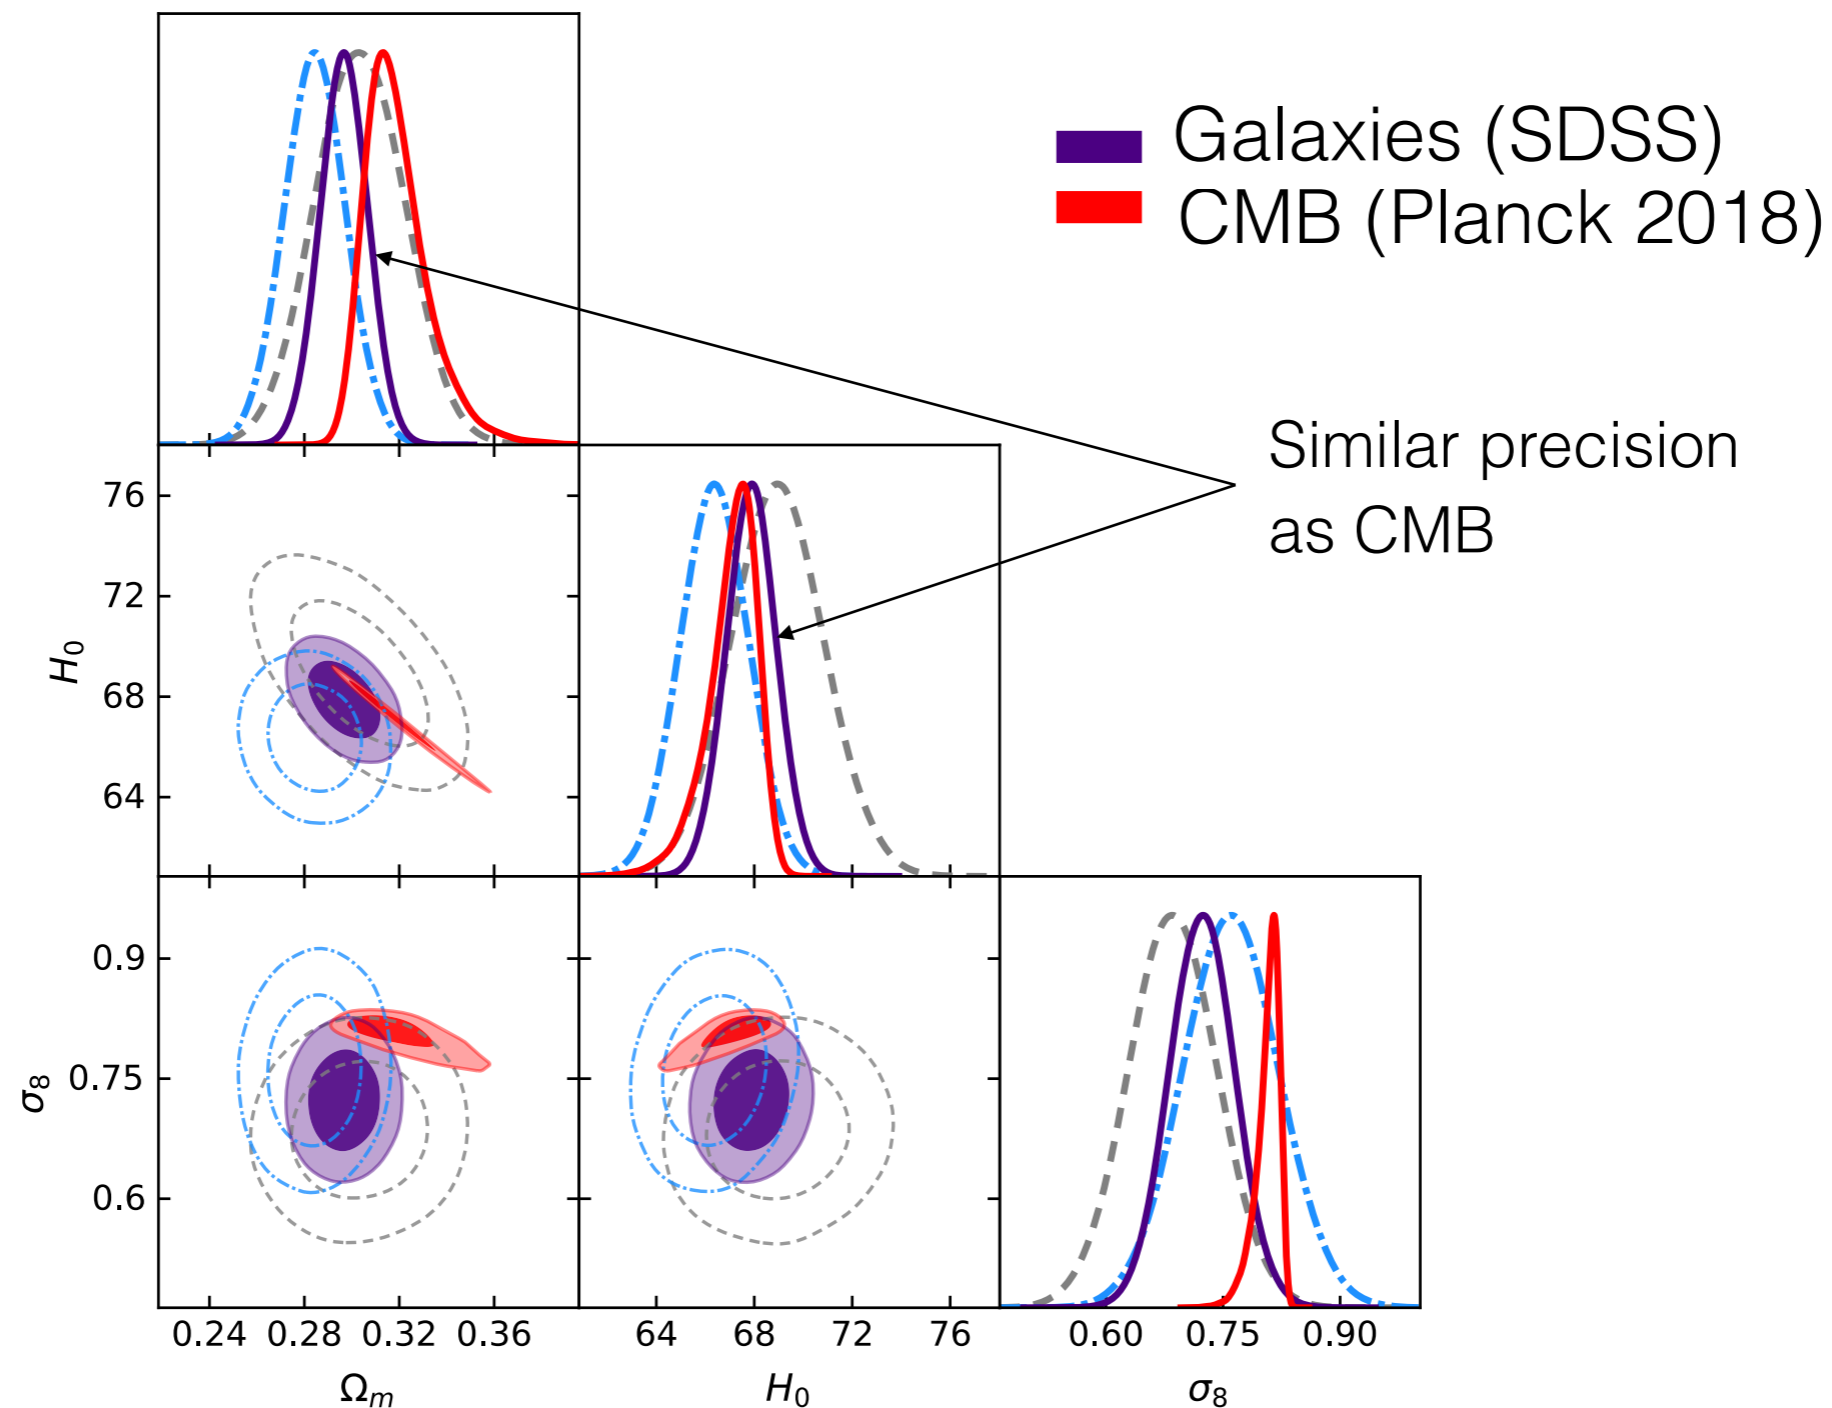 Galaxies (SDSS)
CMB (Planck 2018)
Similar precision
as CMB
76
72
68
64
H₀
0.9
0.75
0.6
σ₈
0.24 0.28 0.32 0.36
64 68 72 76
0.60 0.75 0.90
Ωₘ
H₀
σ₈